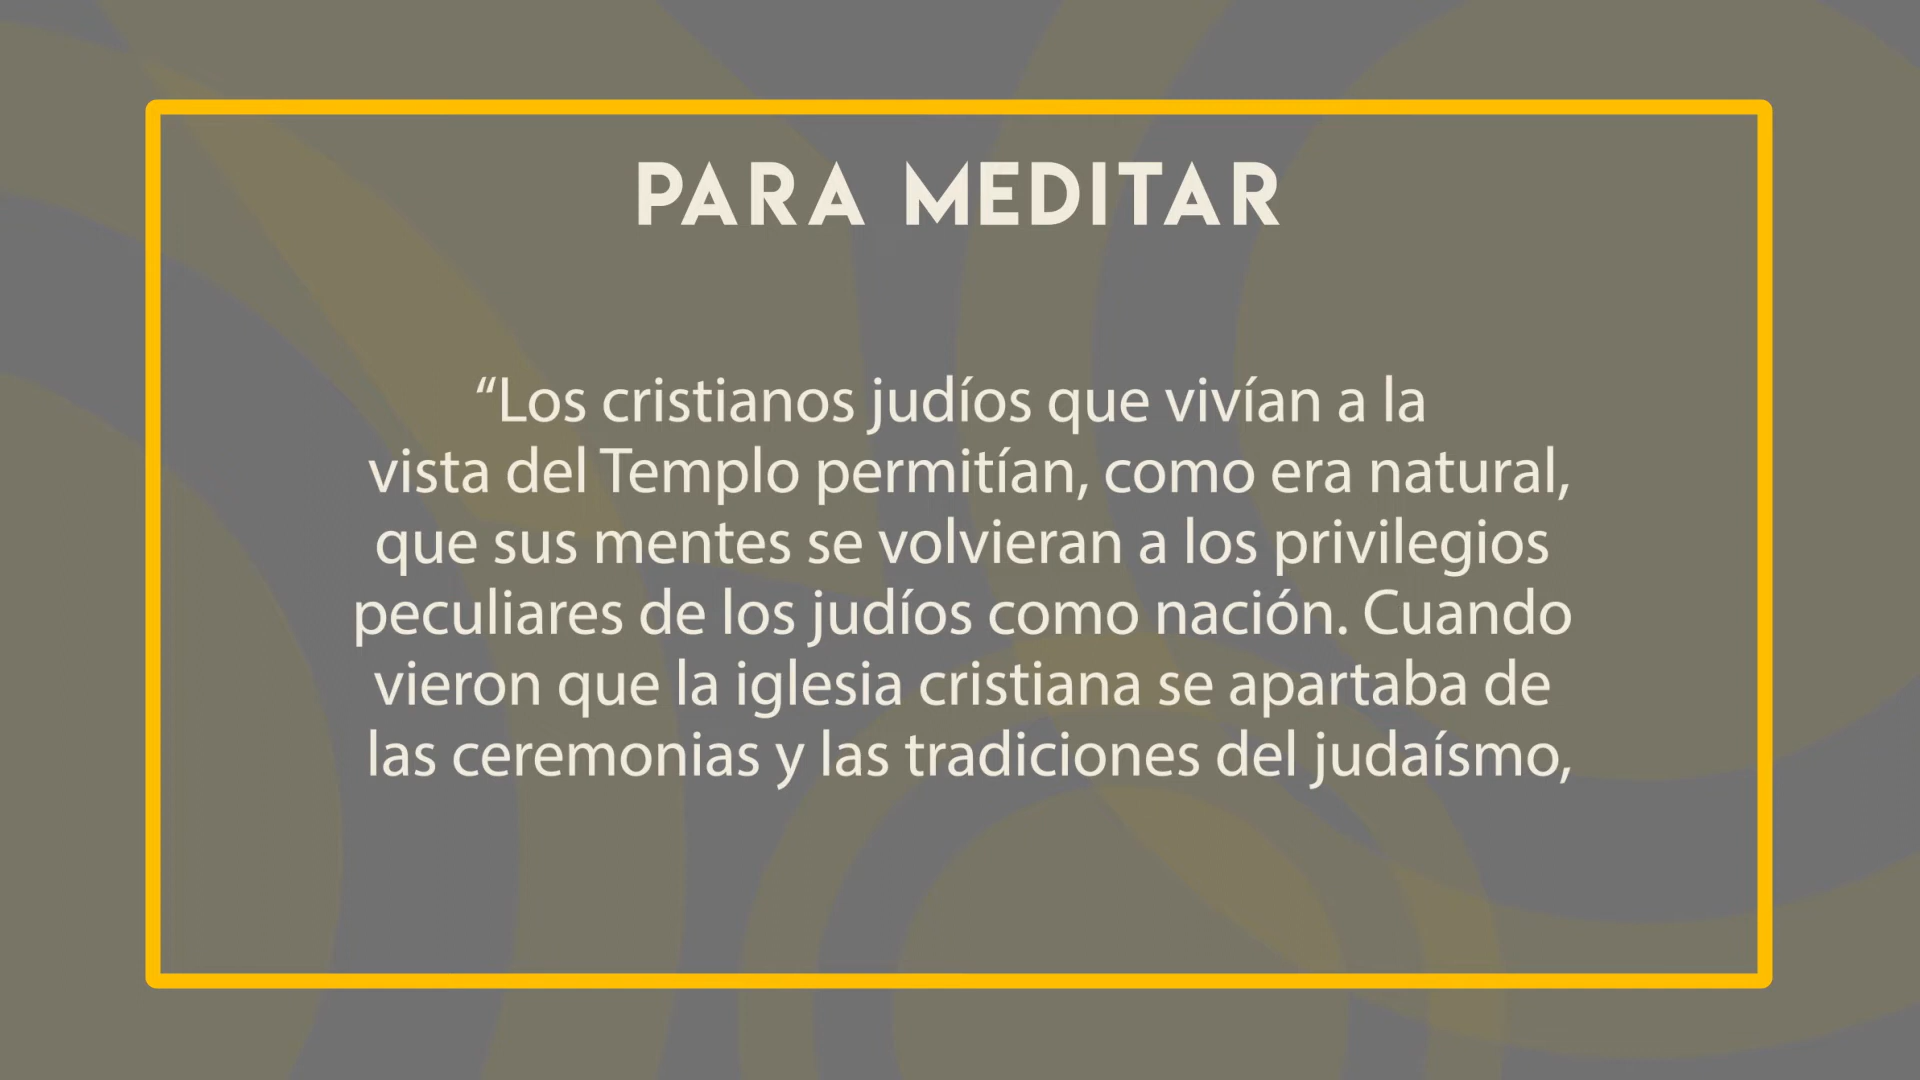 PARA MEDITAR
“Los cristianos judíos que vivían a la
vista del Templo permitían, como era natural,
que sus mentes se volvieran a los privilegios
peculiares de los judíos como nación. Cuando
vieron que la iglesia cristiana se apartaba de
las ceremonias y las tradiciones del judaísmo,